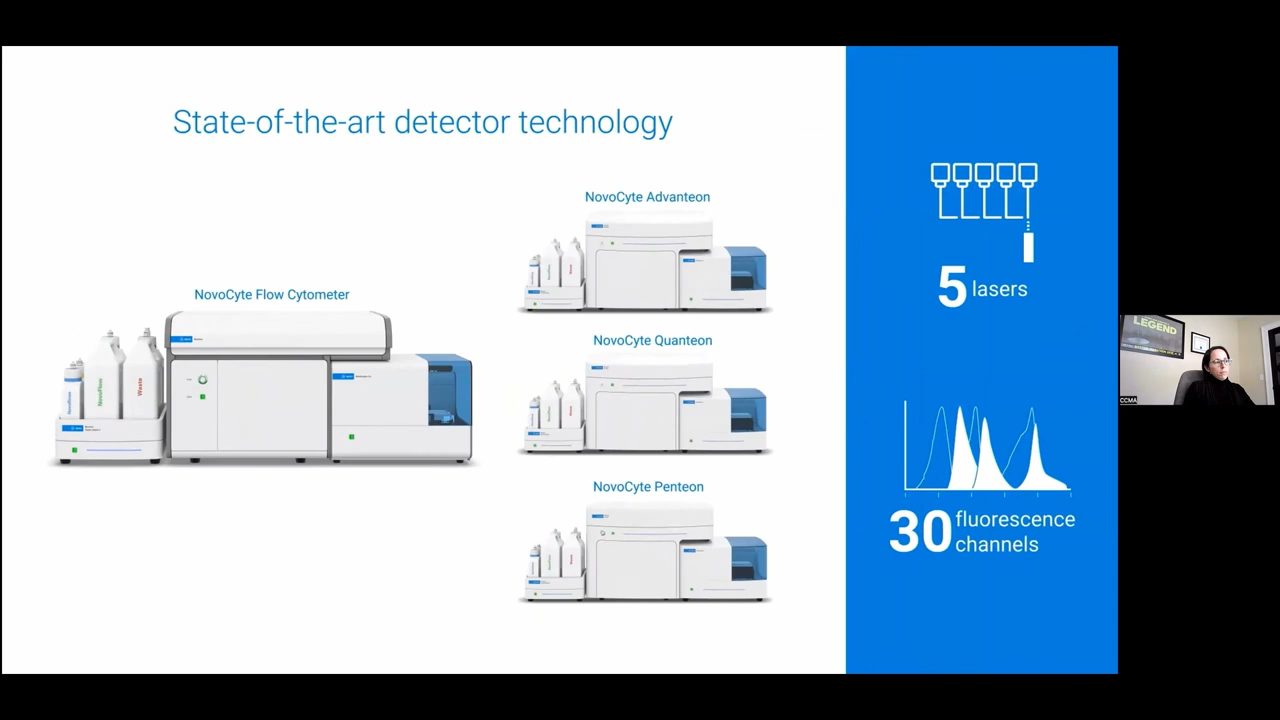 State-of-the-art detector technology
NovoCyte Flow Cytometer
NovoFlow
Waste
NovoCyte Advanteon
NovoCyte Quanteon
NovoCyte Penteon
5 lasers
30 fluorescence
channels
LEGEND
CCMA